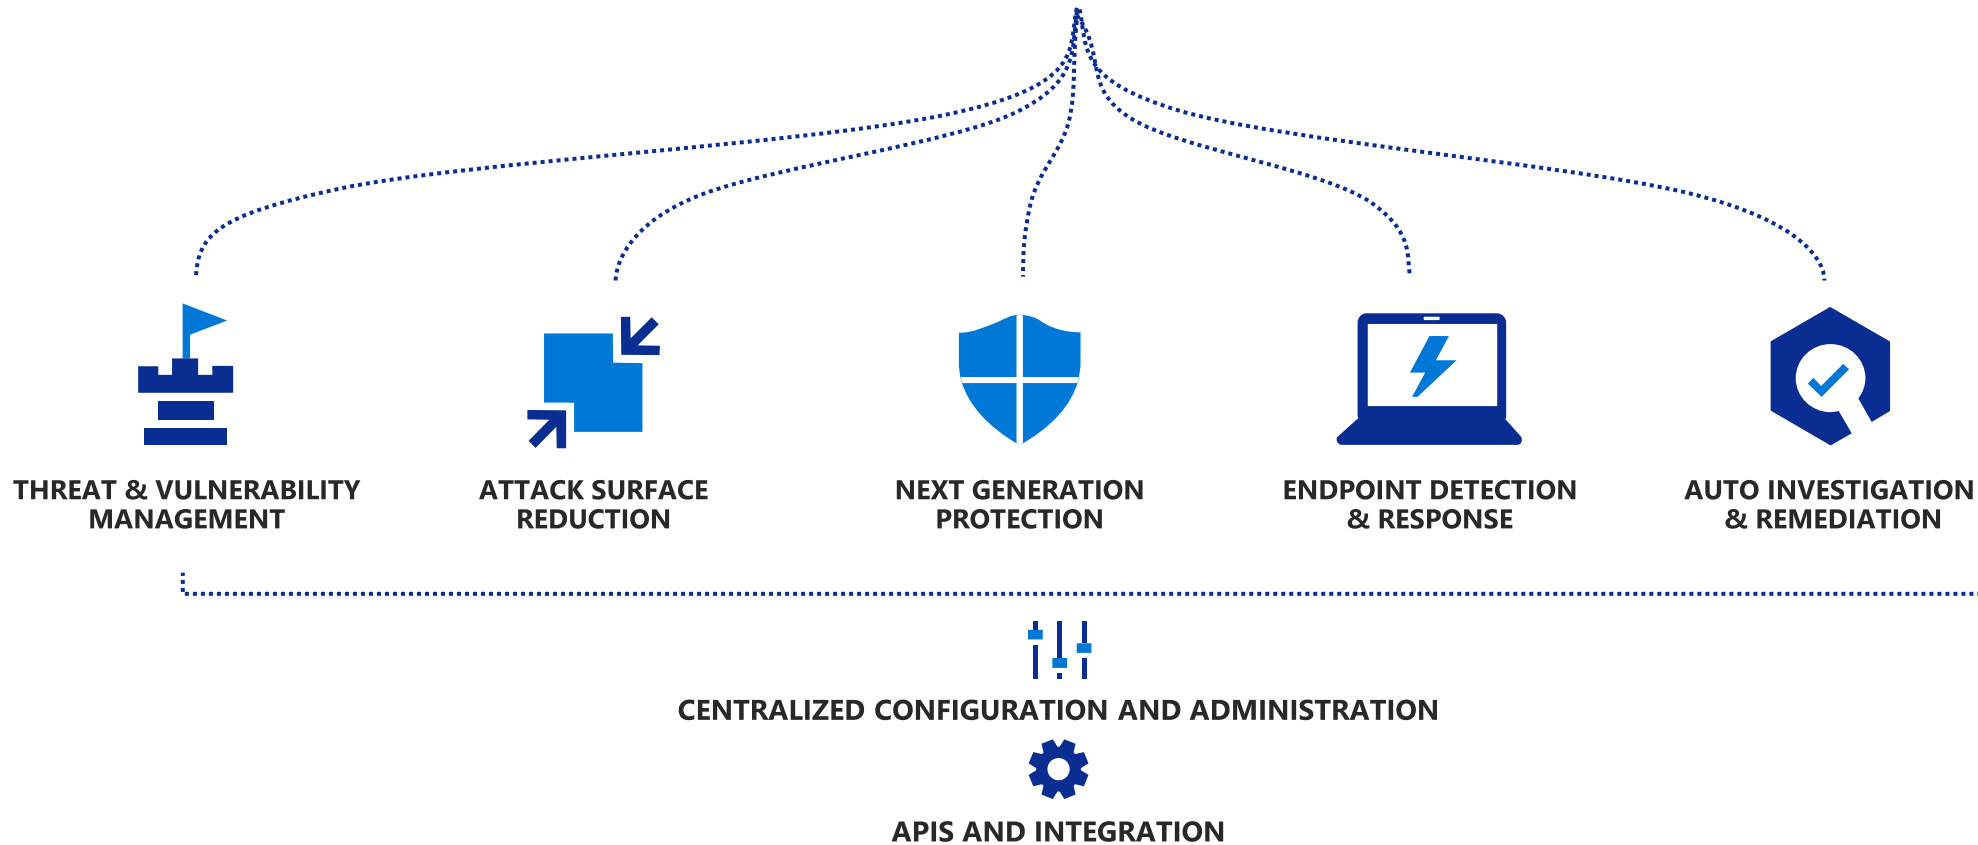 THREAT & VULNERABILITY
MANAGEMENT
ATTACK SURFACE
REDUCTION
NEXT GENERATION
PROTECTION
ENDPOINT DETECTION
& RESPONSE
AUTO INVESTIGATION
& REMEDIATION
CENTRALIZED CONFIGURATION AND ADMINISTRATION
APIS AND INTEGRATION